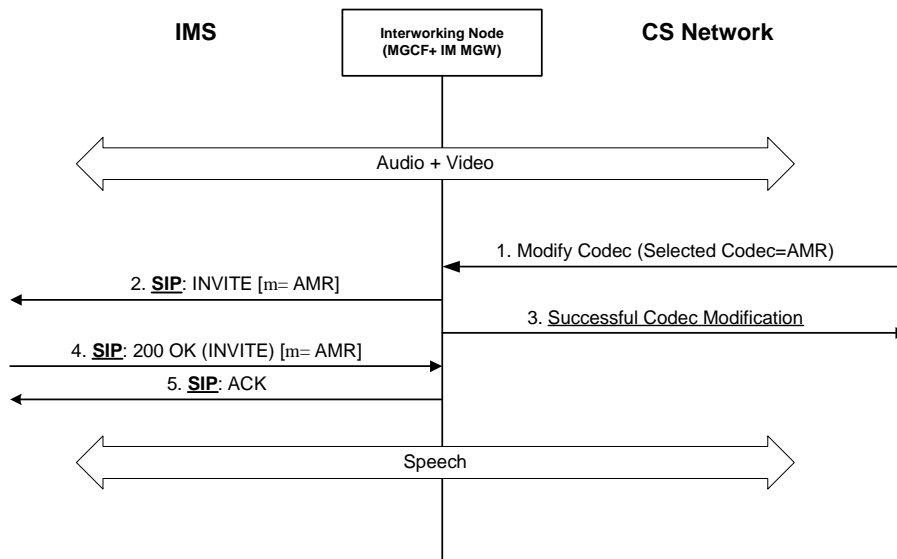 IMS
Interworking Node
(MGCF+ IM MGW)
CS Network
Audio + Video
1. Modify Codec (Selected Codec=AMR)
2. SIP: INVITE [m= AMR]
3. Successful Codec Modification
4. SIP: 200 OK (INVITE) [m= AMR]
5. SIP: ACK
Speech